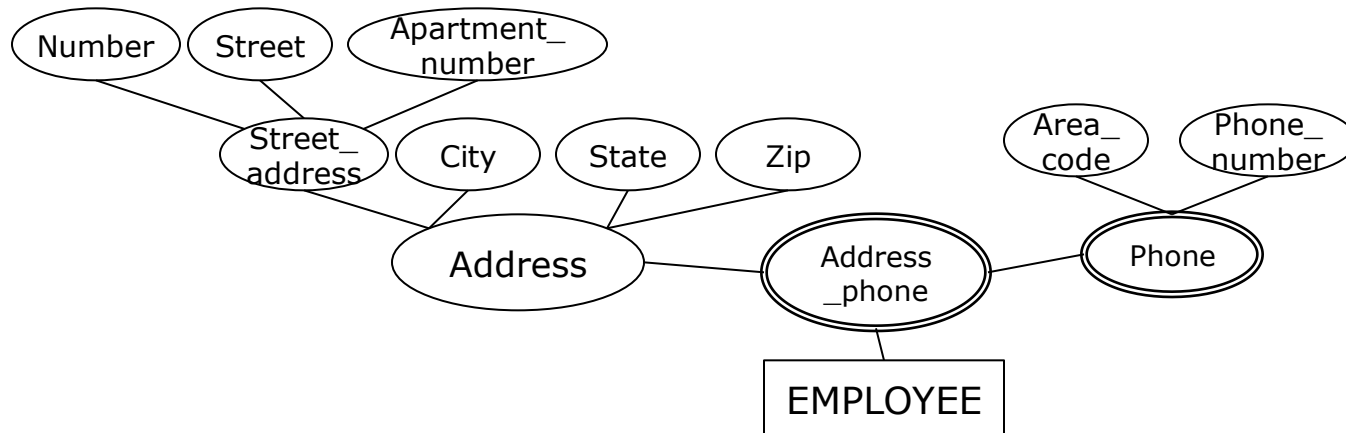 Number
Street
Apartment_
number
Street_
address
City
State
Zip
Area_
code
Phone_
number
Address
Address
_phone
Phone
EMPLOYEE